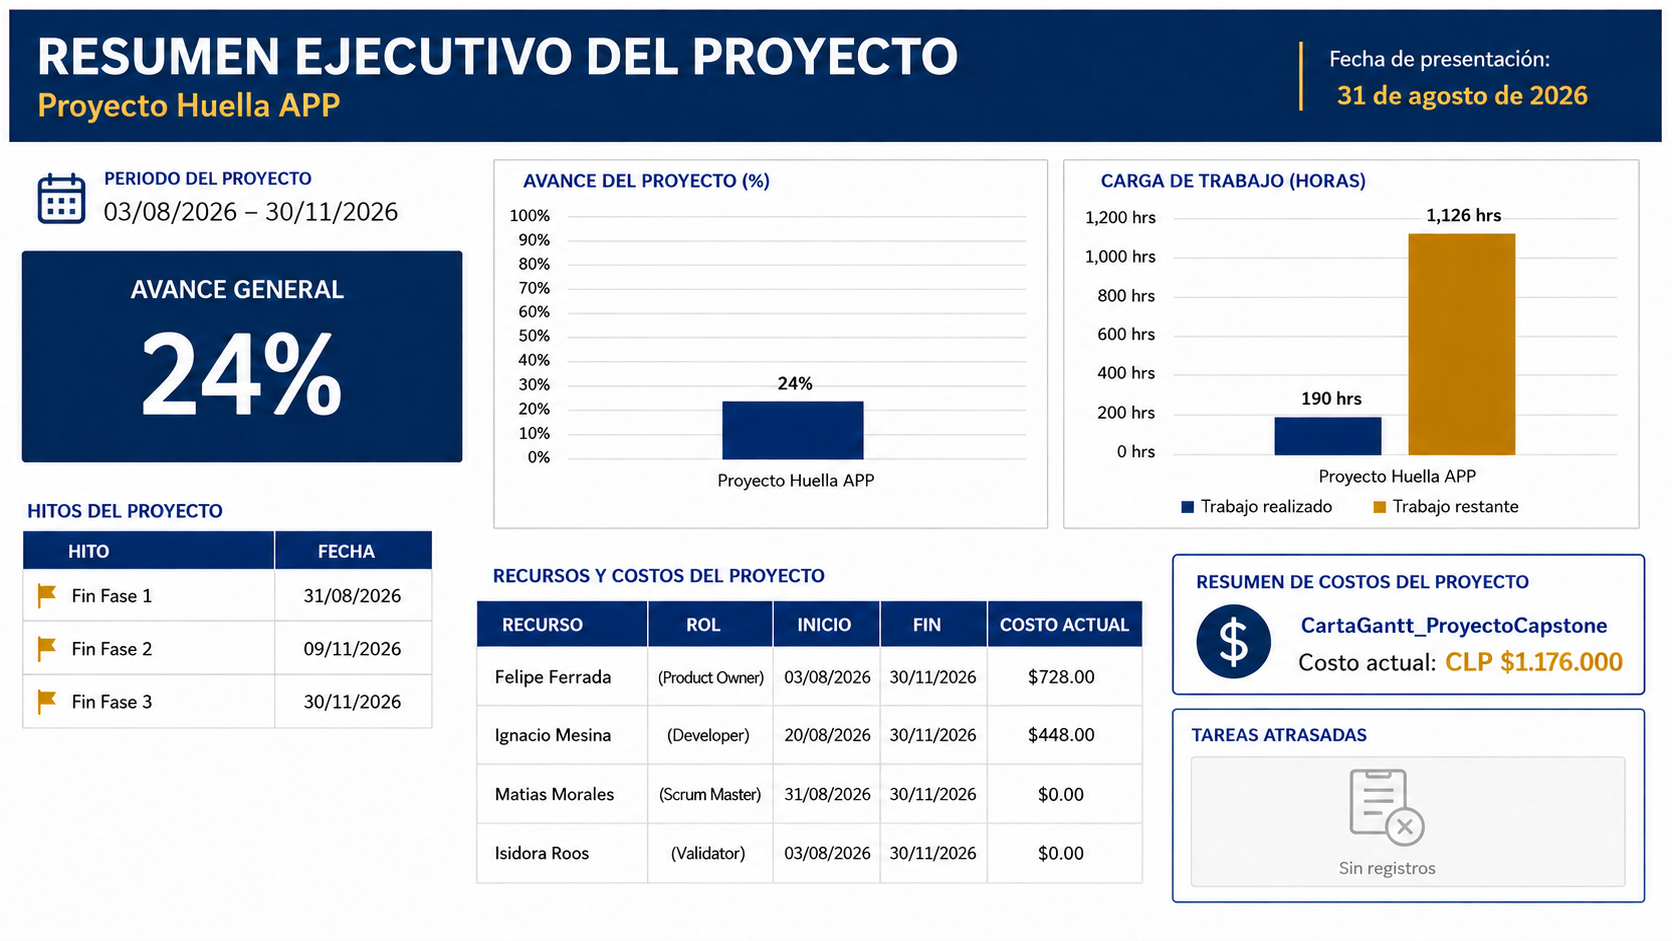 RESUMEN EJECUTIVO DEL PROYECTO
Proyecto Huella APP
Fecha de presentación:
31 de agosto de 2026
PERIODO DEL PROYECTO
03/08/2026 – 30/11/2026
AVANCE GENERAL
24%
HITOS DEL PROYECTO
HITO FECHA
Fin Fase 1 31/08/2026
Fin Fase 2 09/11/2026
Fin Fase 3 30/11/2026
AVANCE DEL PROYECTO (%)
100%
90%
80%
70%
60%
50%
40%
30%
20%
10%
0%
24%
Proyecto Huella APP
CARGA DE TRABAJO (HORAS)
1,200 hrs
1,000 hrs
800 hrs
600 hrs
400 hrs
200 hrs
0 hrs
190 hrs
1,126 hrs
Proyecto Huella APP
Trabajo realizado Trabajo restante
RECURSOS Y COSTOS DEL PROYECTO
RECURSO ROL INICIO FIN COSTO ACTUAL
Felipe Ferrada (Product Owner) 03/08/2026 30/11/2026 $728.00
Ignacio Mesina (Developer) 20/08/2026 30/11/2026 $448.00
Matias Morales (Scrum Master) 31/08/2026 30/11/2026 $0.00
Isidora Roos (Validator) 03/08/2026 30/11/2026 $0.00
RESUMEN DE COSTOS DEL PROYECTO
$
CartaGantt_ProyectoCapstone
Costo actual: CLP $1.176.000
TAREAS ATRASADAS
Sin registros